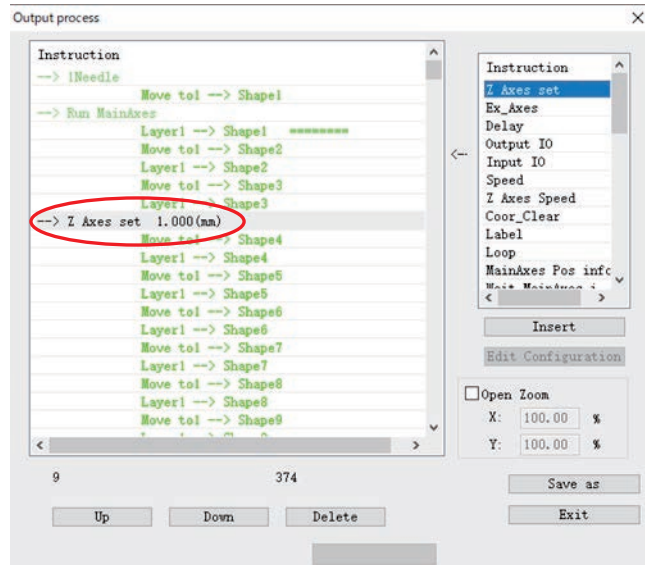 Output process
Instruction
--> 1Needle
Move to1 --> Shape1
--> Run MainAxes
Layer1 --> Shape1 ========
Move to1 --> Shape2
Layer1 --> Shape2
Move to1 --> Shape3
Layer1 --> Shape3
--> Z Axes set 1.000(mm)
Move to1 --> Shape4
Layer1 --> Shape4
Move to1 --> Shape5
Layer1 --> Shape5
Move to1 --> Shape6
Layer1 --> Shape6
Move to1 --> Shape7
Layer1 --> Shape7
Move to1 --> Shape8
Layer1 --> Shape8
Move to1 --> Shape9
9
374
Up
Down
Delete
Instruction
Z Axes set
Ex_Axes
Delay
Output IO
Input IO
Speed
Z Axes Speed
Coor_Clear
Label
Loop
MainAxes Pos info
<--
Insert
Edit Configuration
Open Zoom
X: 100.00 %
Y: 100.00 %
Save as
Exit